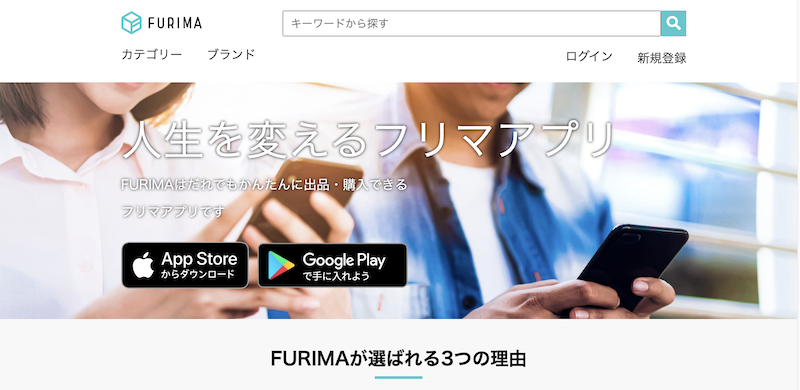 FURIMA
キーワードから探す
カテゴリー ブランド
ログイン 新規登録
人生を変えるフリマアプリ
FURIMAはだれでもかんたんに出品・購入できる
フリマアプリです
App Store
からダウンロード
Google Play
で手に入れよう
FURIMAが選ばれる3つの理由